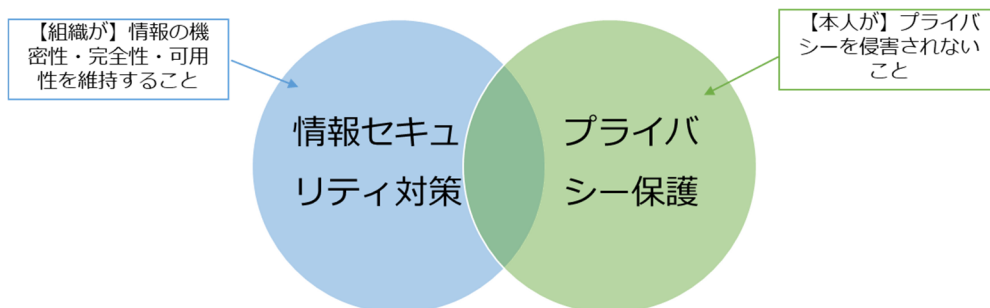 【組織が】情報の機
密性・完全性・可用
性を維持すること
【本人が】プライバ
シーを侵害されない
こと
情報セキュ
リティ対策
プライバ
シー保護